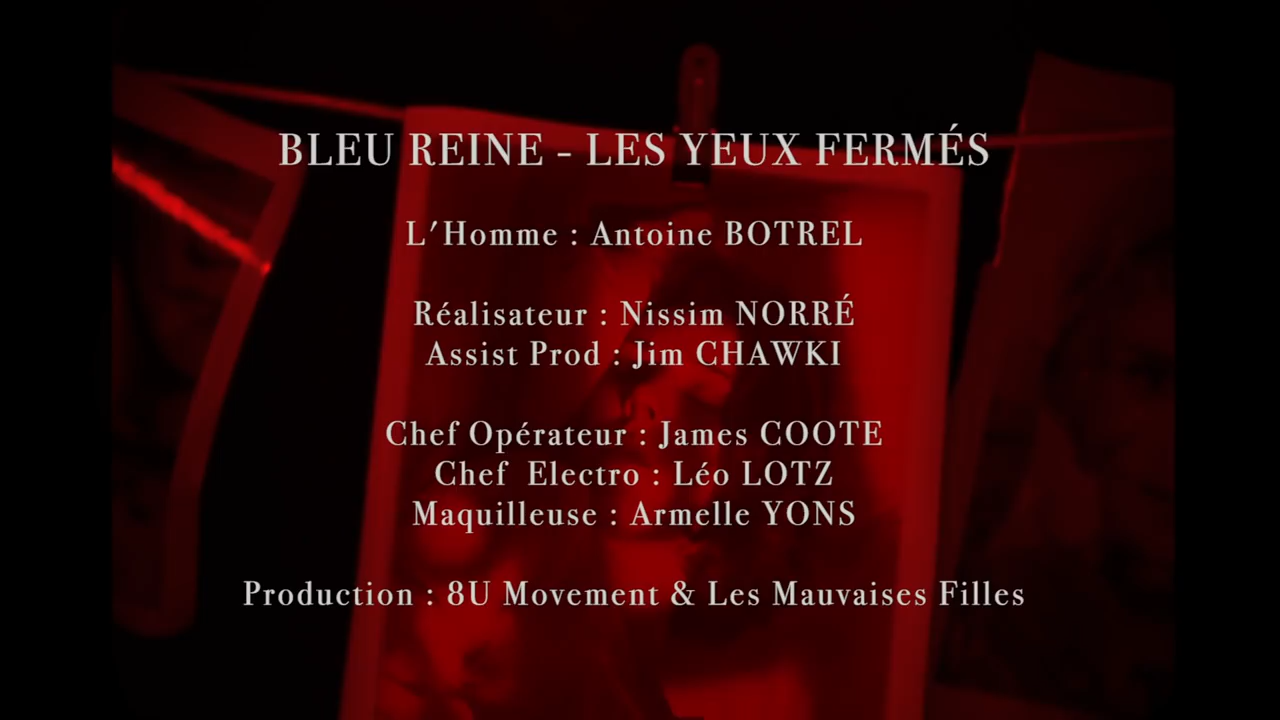 BLEU REINE - LES YEUX FERMÉS
L'Homme : Antoine BOTREL
Réalisateur : Nissim NORRÉ
Assist Prod : Jim CHAWKI
Chef Opérateur : James COOTE
Chef Electro : Léo LOTZ
Maquilleuse : Armelle YONS
Production : 8U Movement & Les Mauvaises Filles